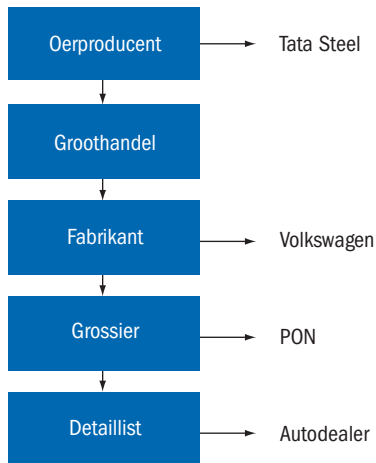 Oerproducent
Tata Steel
Groothandel
Fabrikant
Volkswagen
Grossier
PON
Detaillist
Autodealer